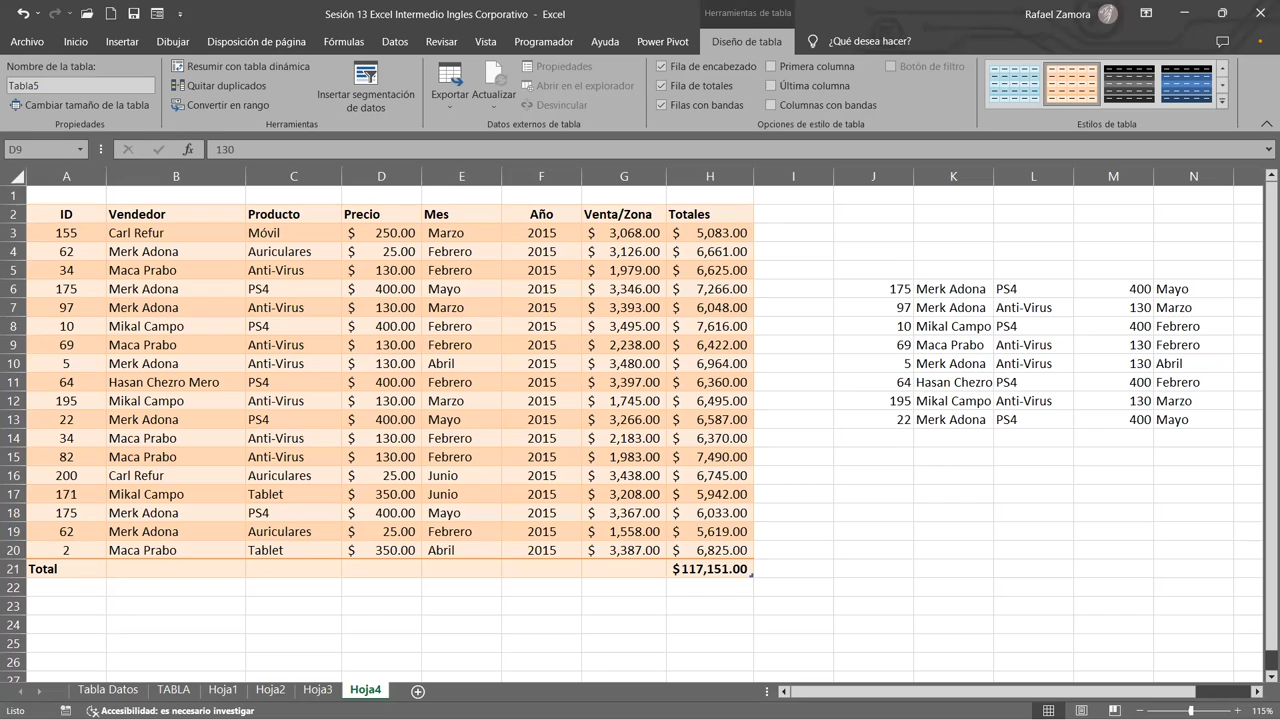 Sesión 13 Excel Intermedio Ingles Corporativo - Excel
Herramientas de tabla
Rafael Zamora
Archivo Inicio Insertar Dibujar Disposición de página Fórmulas Datos Revisar Vista Programador Ayuda Power Pivot Diseño de tabla ¿Qué desea hacer?
Nombre de la tabla:
Tabla5
Cambiar tamaño de la tabla
Propiedades
Resumir con tabla dinámica
Quitar duplicados
Convertir en rango
Insertar segmentación
de datos
Herramientas
Exportar Actualizar
Propiedades
Abrir en el explorador
Desvincular
Datos externos de tabla
Fila de encabezado Primera columna Botón de filtro
Fila de totales Última columna
Filas con bandas Columnas con bandas
Opciones de estilo de tabla
Estilos de tabla
D9 fx 130
A B C D E F G H I J K L M N
1
2 ID Vendedor Producto Precio Mes Año Venta/Zona Totales
3 155 Carl Refur Móvil $ 250.00 Marzo 2015 $ 3,068.00 $ 5,083.00
4 62 Merk Adona Auriculares $ 25.00 Febrero 2015 $ 3,126.00 $ 6,661.00
5 34 Maca Prabo Anti-Virus $ 130.00 Febrero 2015 $ 1,979.00 $ 6,625.00
6 175 Merk Adona PS4 $ 400.00 Mayo 2015 $ 3,346.00 $ 7,266.00 175 Merk Adona PS4 400 Mayo
7 97 Merk Adona Anti-Virus $ 130.00 Marzo 2015 $ 3,393.00 $ 6,048.00 97 Merk Adona Anti-Virus 130 Marzo
8 10 Mikal Campo PS4 $ 400.00 Febrero 2015 $ 3,495.00 $ 7,616.00 10 Mikal Campo PS4 400 Febrero
9 69 Maca Prabo Anti-Virus $ 130.00 Febrero 2015 $ 2,238.00 $ 6,422.00 69 Maca Prabo Anti-Virus 130 Febrero
10 5 Merk Adona Anti-Virus $ 130.00 Abril 2015 $ 3,480.00 $ 6,964.00 5 Merk Adona Anti-Virus 130 Abril
11 64 Hasan Chezro Mero PS4 $ 400.00 Febrero 2015 $ 3,397.00 $ 6,360.00 64 Hasan Chezro PS4 400 Febrero
12 195 Mikal Campo Anti-Virus $ 130.00 Marzo 2015 $ 1,745.00 $ 6,495.00 195 Mikal Campo Anti-Virus 130 Marzo
13 22 Merk Adona PS4 $ 400.00 Mayo 2015 $ 3,266.00 $ 6,587.00 22 Merk Adona PS4 400 Mayo
14 34 Maca Prabo Anti-Virus $ 130.00 Febrero 2015 $ 2,183.00 $ 6,370.00
15 82 Maca Prabo Anti-Virus $ 130.00 Febrero 2015 $ 1,983.00 $ 7,490.00
16 200 Carl Refur Auriculares $ 25.00 Junio 2015 $ 3,438.00 $ 6,745.00
17 171 Mikal Campo Tablet $ 350.00 Junio 2015 $ 3,208.00 $ 5,942.00
18 175 Merk Adona PS4 $ 400.00 Mayo 2015 $ 3,367.00 $ 6,033.00
19 62 Merk Adona Auriculares $ 25.00 Febrero 2015 $ 1,558.00 $ 5,619.00
20 2 Maca Prabo Tablet $ 350.00 Abril 2015 $ 3,387.00 $ 6,825.00
21 Total $117,151.00
22
23
24
25
26
27
Tabla Datos TABLA Hoja1 Hoja2 Hoja3 Hoja4
Listo Accesibilidad: es necesario investigar 115%